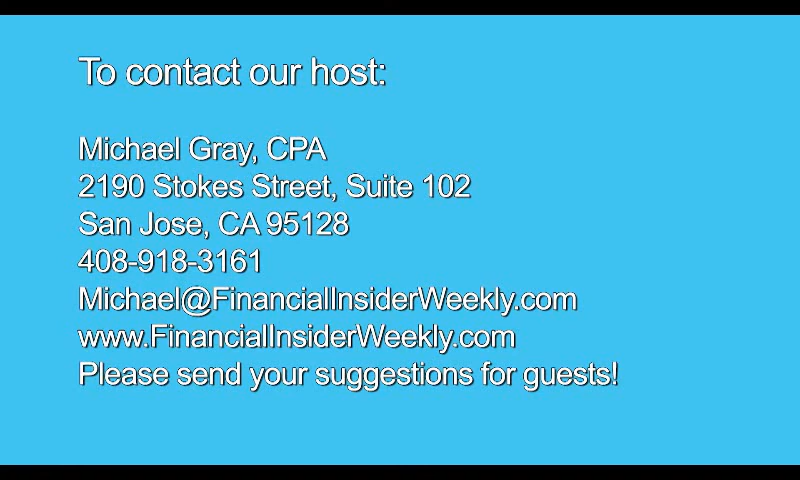 To contact our host:
Michael Gray, CPA
2190 Stokes Street, Suite 102
San Jose, CA 95128
408-918-3161
Michael@FinancialInsiderWeekly.com
www.FinancialInsiderWeekly.com
Please send your suggestions for guests!